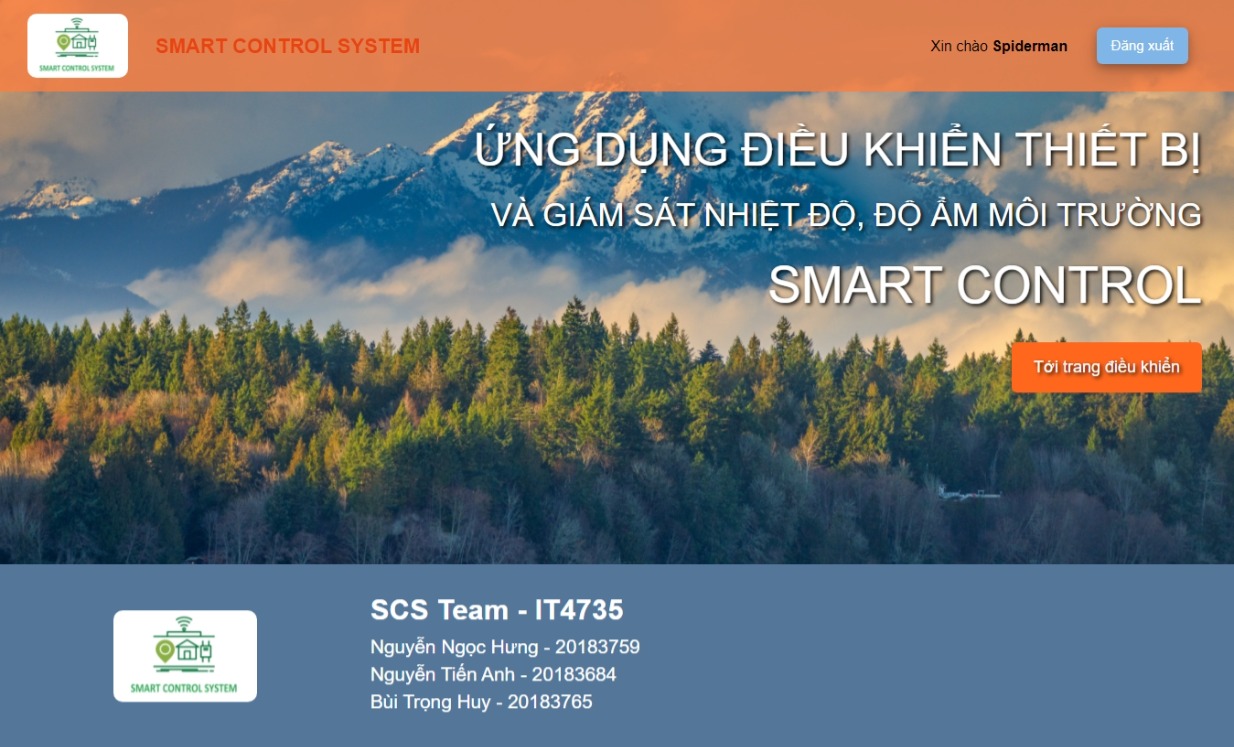 SMART CONTROL SYSTEM
SMART CONTROL SYSTEM
Xin chào Spiderman
Đăng xuất
ỨNG DỤNG ĐIỀU KHIỂN THIẾT BỊ
VÀ GIÁM SÁT NHIỆT ĐỘ, ĐỘ ẨM MÔI TRƯỜNG
SMART CONTROL
Tới trang điều khiển
SMART CONTROL SYSTEM
SCS Team - IT4735
Nguyễn Ngọc Hưng - 20183759
Nguyễn Tiến Anh - 20183684
Bùi Trọng Huy - 20183765